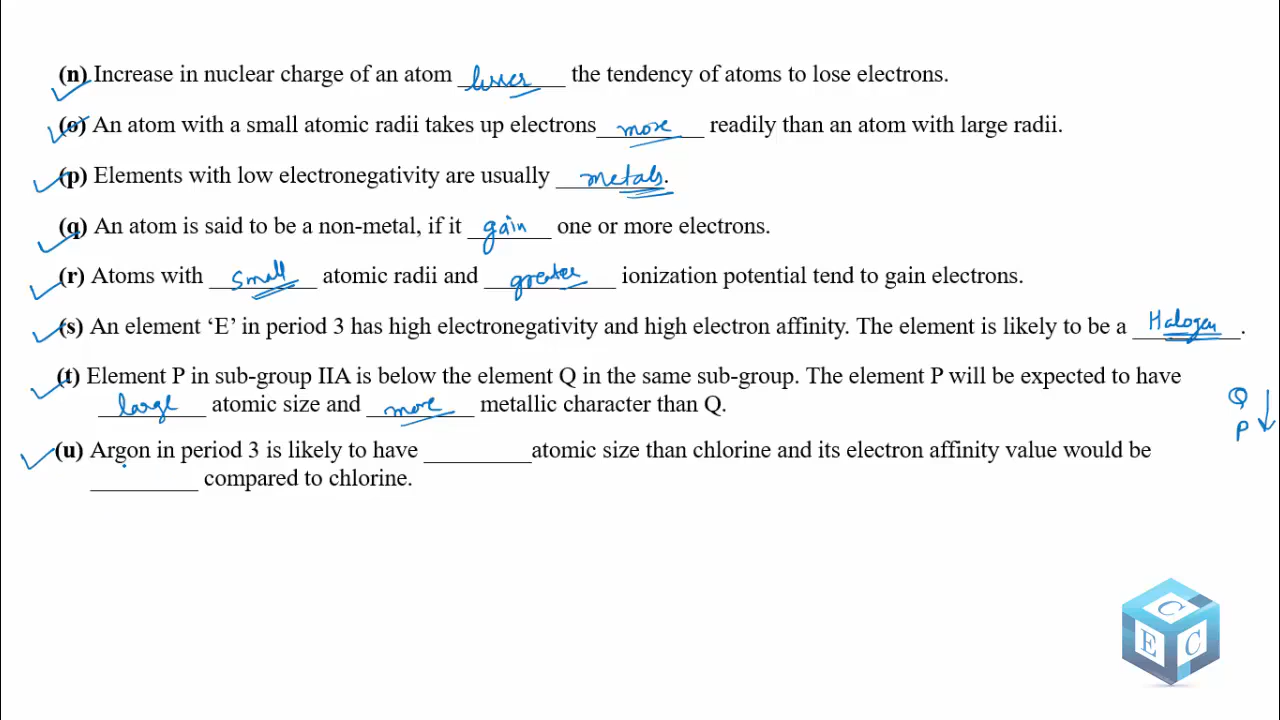 (n) Increase in nuclear charge of an atom lowers the tendency of atoms to lose electrons.
(o) An atom with a small atomic radii takes up electrons more readily than an atom with large radii.
(p) Elements with low electronegativity are usually metals.
(q) An atom is said to be a non-metal, if it gain one or more electrons.
(r) Atoms with small atomic radii and greater ionization potential tend to gain electrons.
(s) An element ‘E’ in period 3 has high electronegativity and high electron affinity. The element is likely to be a Halogen.
(t) Element P in sub-group IIA is below the element Q in the same sub-group. The element P will be expected to have
large atomic size and more metallic character than Q.
Q
P
(u) Argon in period 3 is likely to have __________atomic size than chlorine and its electron affinity value would be
__________ compared to chlorine.
C
E C